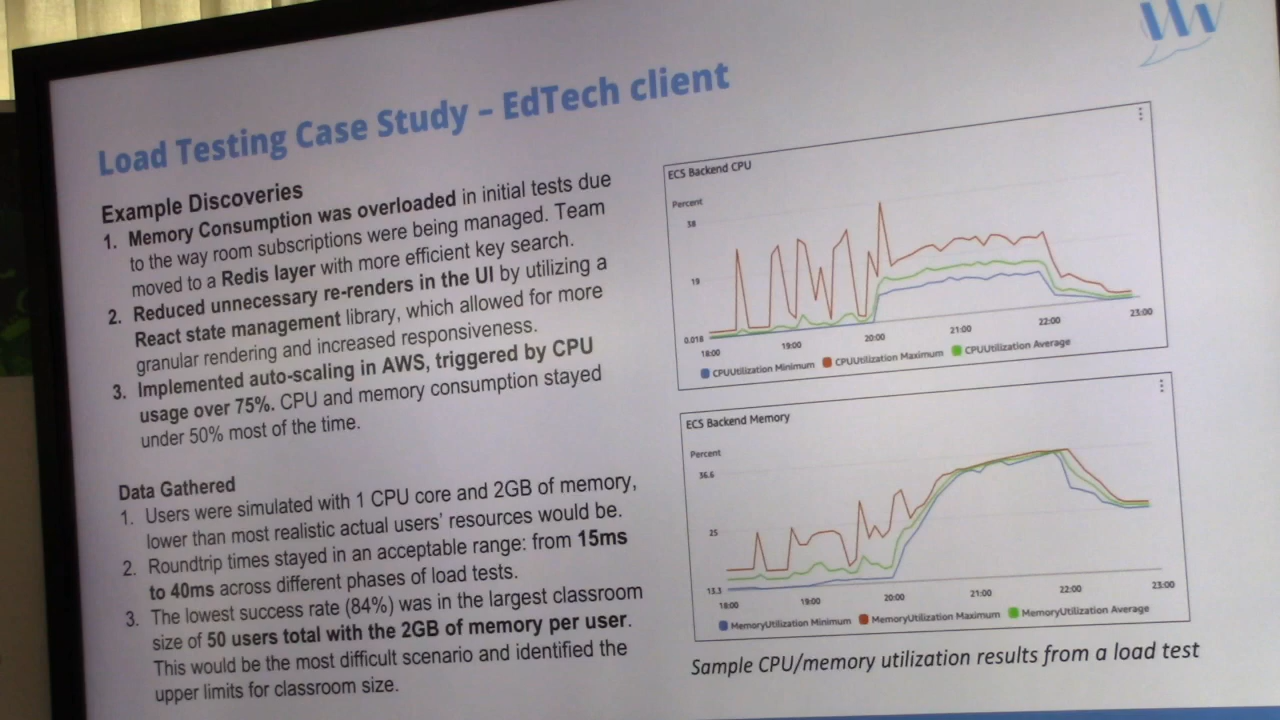 Load Testing Case Study – EdTech client
Example Discoveries
1. Memory Consumption was overloaded in initial tests due
to the way room subscriptions were being managed. Team
moved to a Redis layer with more efficient key search.
2. Reduced unnecessary re-renders in the UI by utilizing a
React state management library, which allowed for more
granular rendering and increased responsiveness.
3. Implemented auto-scaling in AWS, triggered by CPU
usage over 75%. CPU and memory consumption stayed
under 50% most of the time.
Data Gathered
1. Users were simulated with 1 CPU core and 2GB of memory,
lower than most realistic actual users' resources would be.
2. Roundtrip times stayed in an acceptable range: from 15ms
to 40ms across different phases of load tests.
3. The lowest success rate (84%) was in the largest classroom
size of 50 users total with the 2GB of memory per user.
This would be the most difficult scenario and identified the
upper limits for classroom size.
ECS Backend CPU
Percent
38
19
0.018
18:00 19:00 20:00 21:00 22:00 23:00
CPUUtilization Minimum CPUUtilization Maximum CPUUtilization Average
ECS Backend Memory
Percent
36.6
25
13.3
18:00 19:00 20:00 21:00 22:00 23:00
MemoryUtilization Minimum MemoryUtilization Maximum MemoryUtilization Average
Sample CPU/memory utilization results from a load test